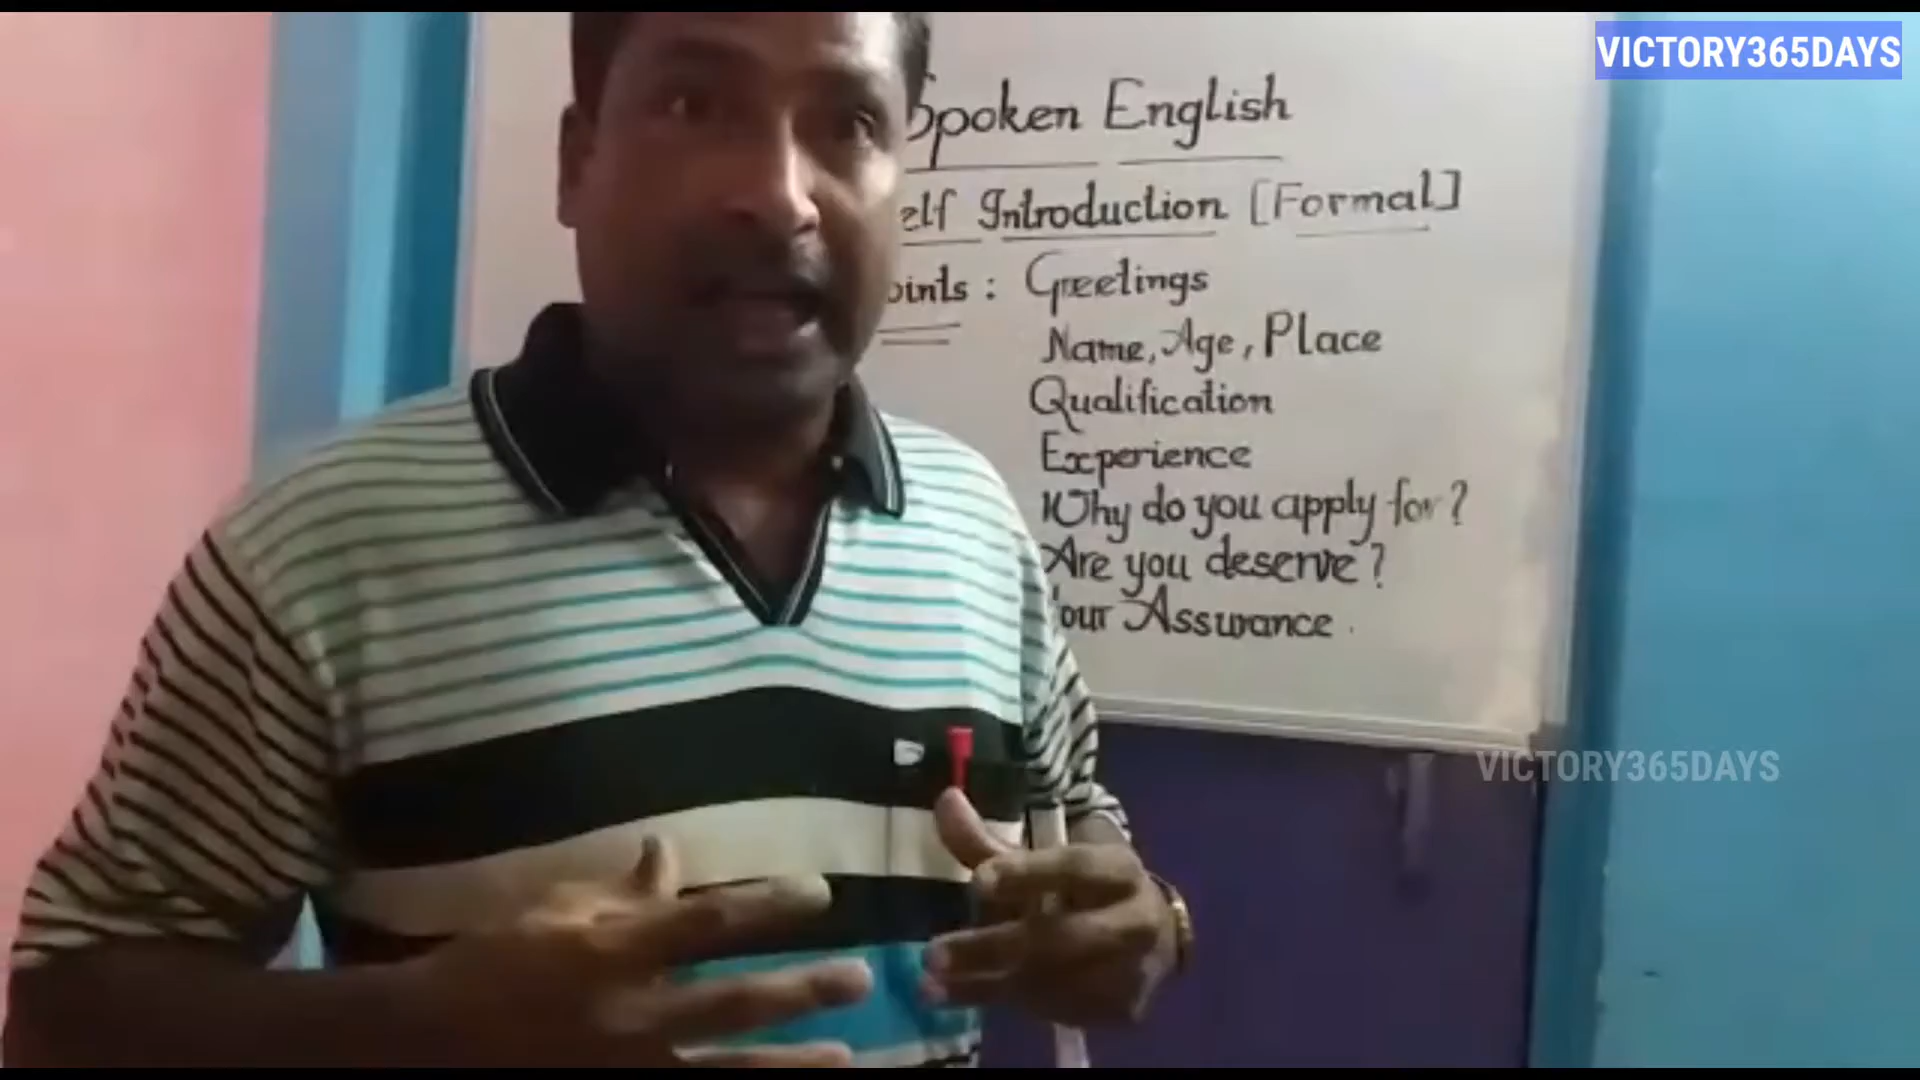 VICTORY365DAYS
Spoken English
elf Introduction [Formal]
oints : Greetings
Name, Age, Place
Qualification
Experience
Why do you apply for?
Are you deserve?
our Assurance.
VICTORY365DAYS